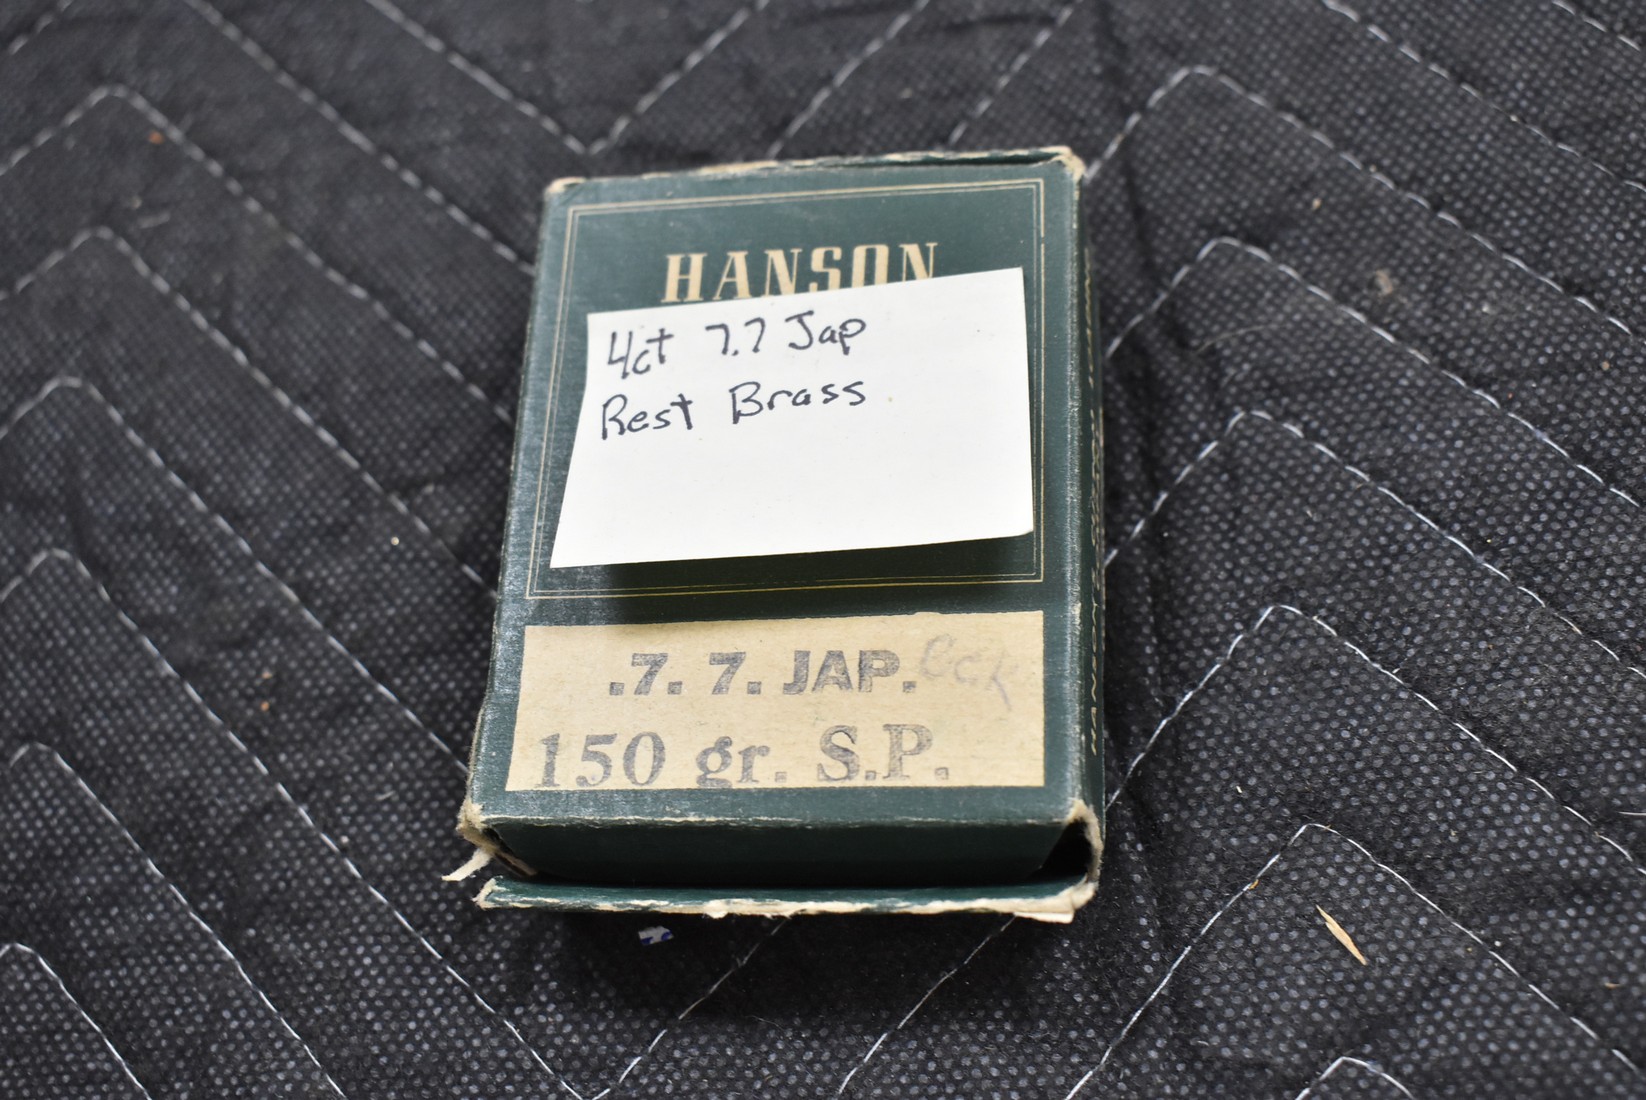 HANSON
4ct 7.7 Jap
Rest Brass
.7. 7. JAP.
150 gr. S.P.